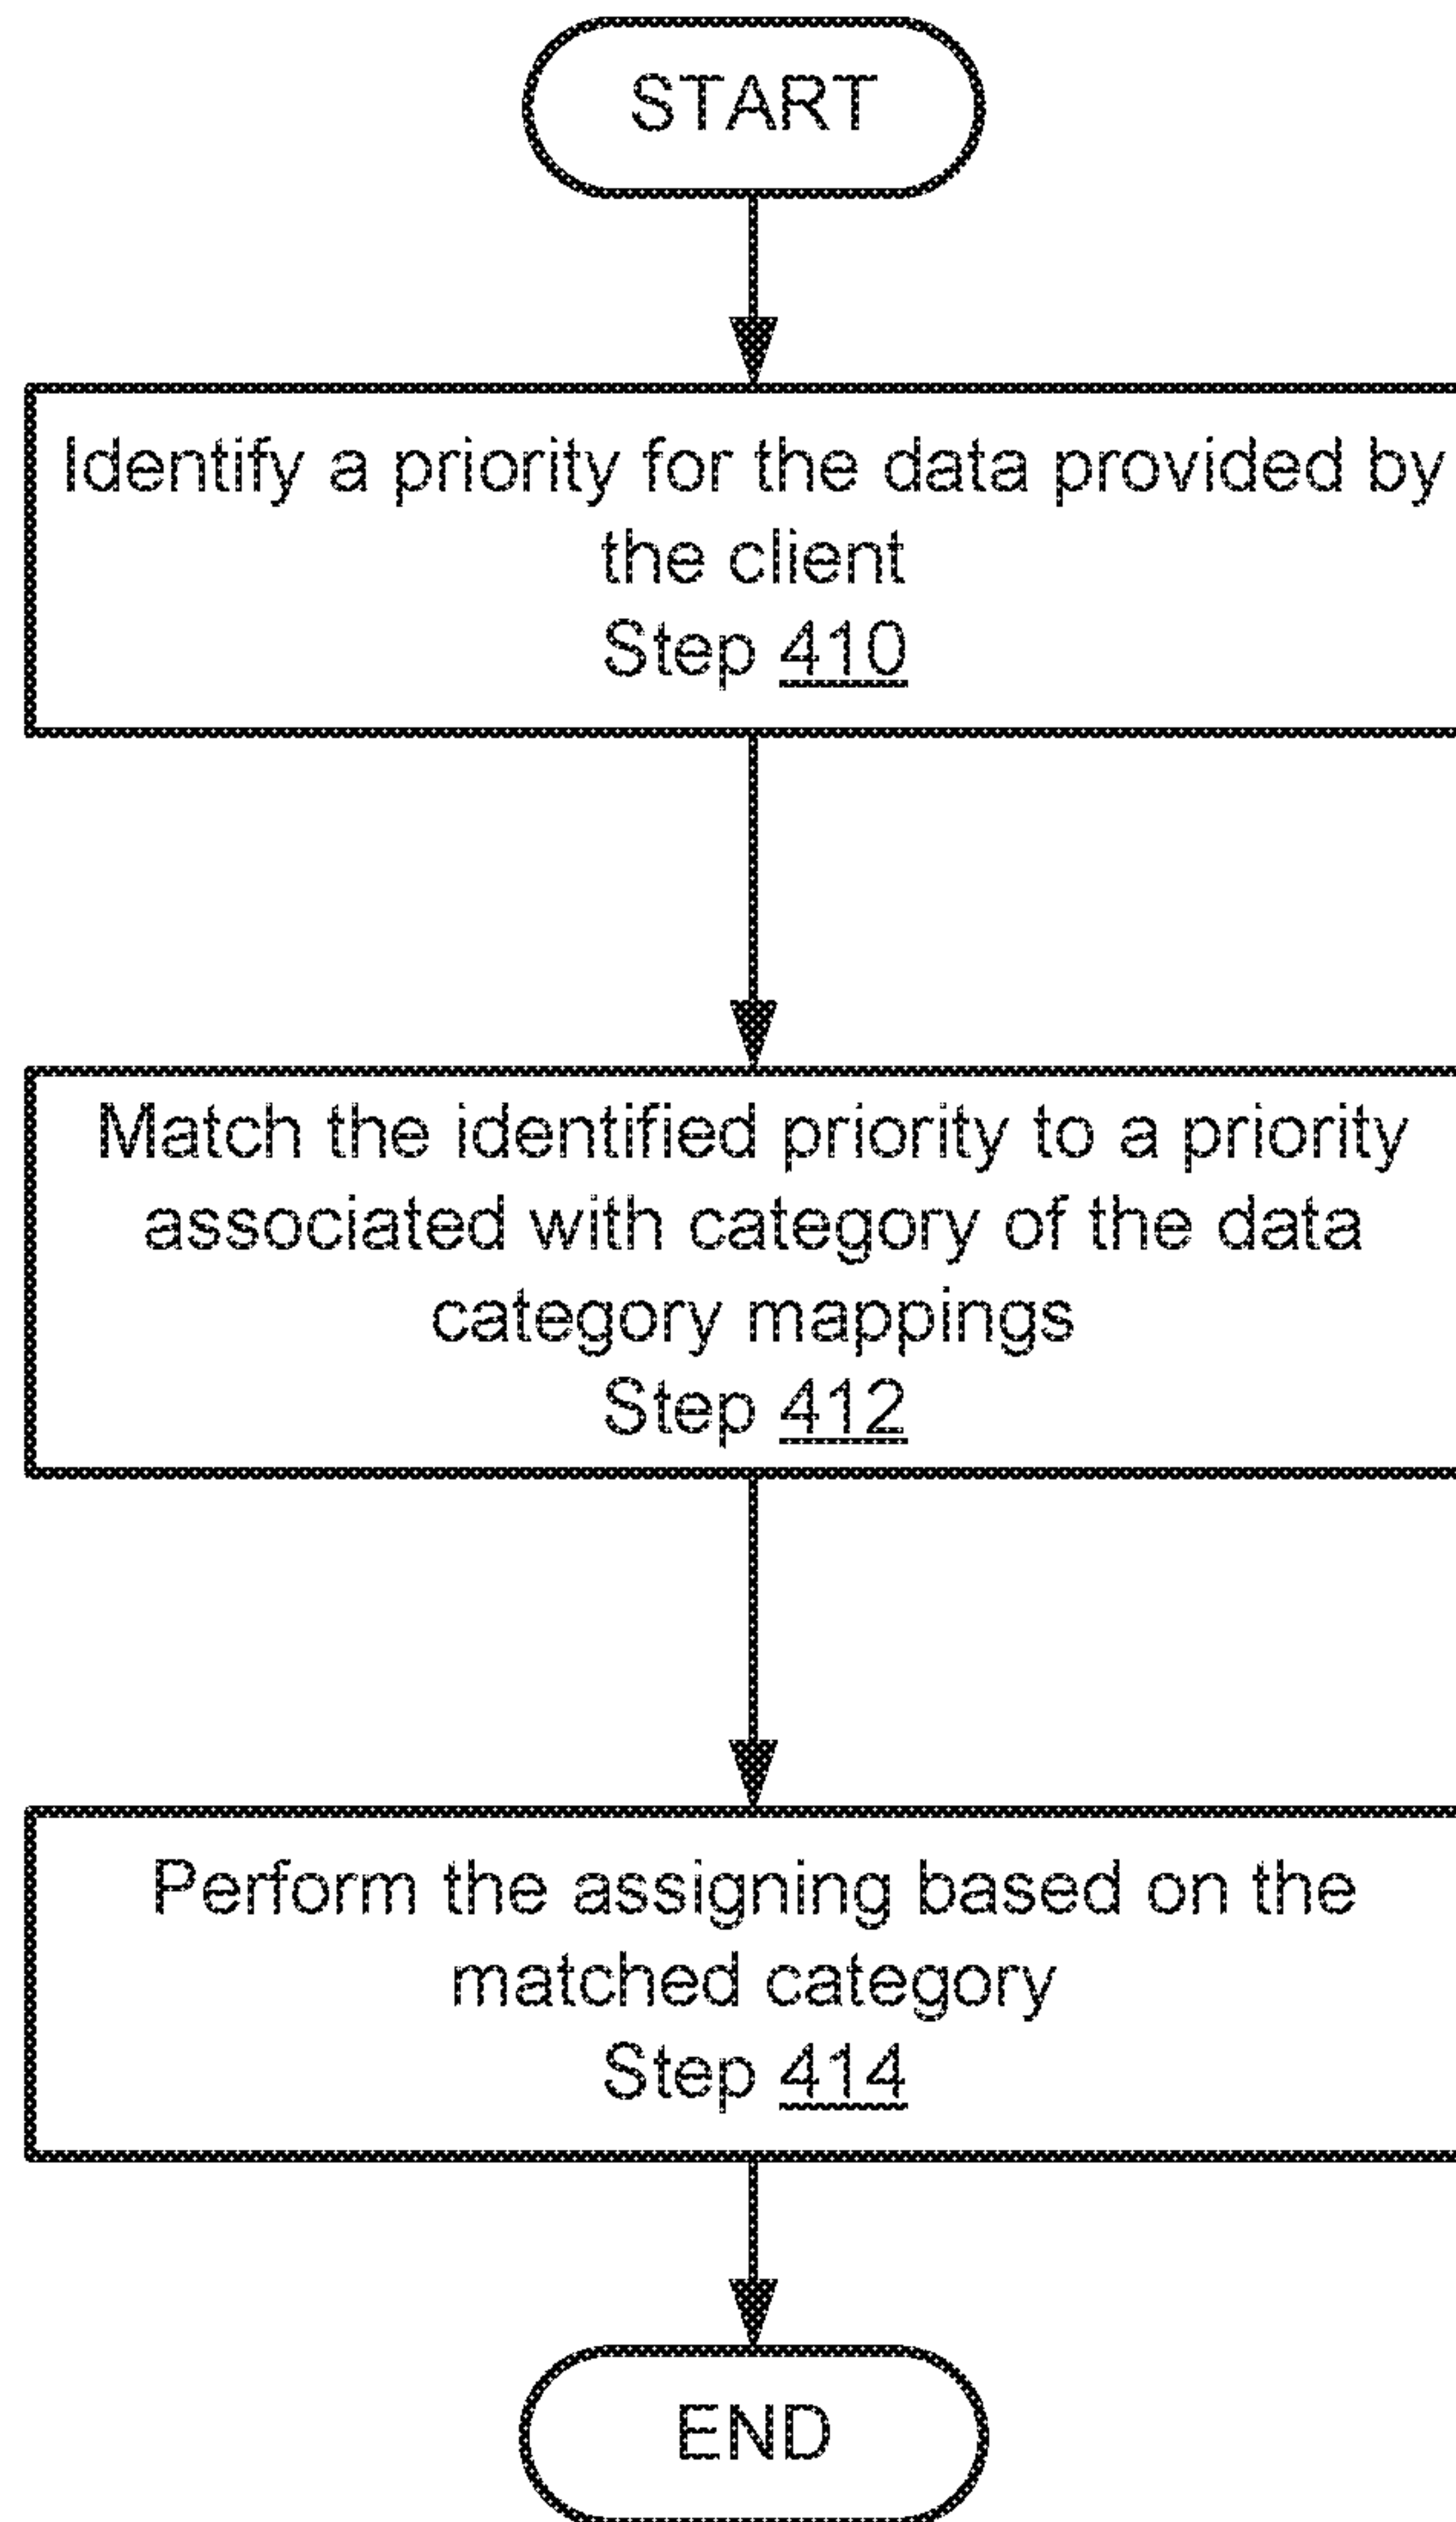 START
Identify a priority for the data provided by
the client
Step 410
Match the identified priority to a priority
associated with category of the data
category mappings
Step 412
Perform the assigning based on the
matched category
Step 414
END